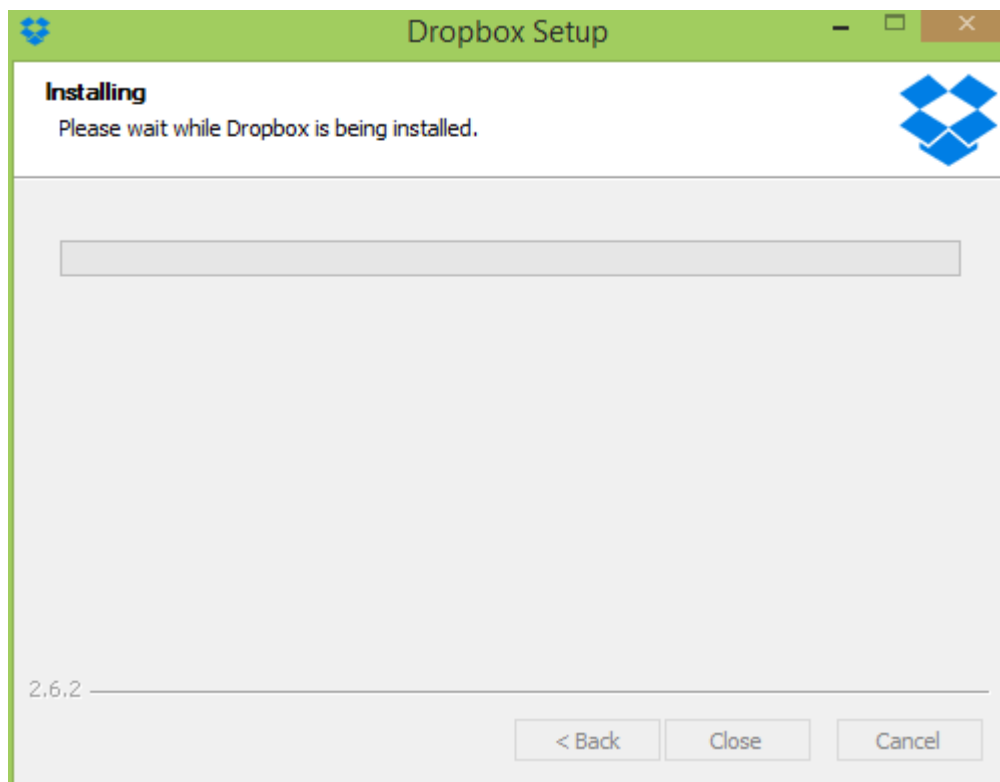 Dropbox Setup
Installing
Please wait while Dropbox is being installed.
2.6.2
< Back Close Cancel